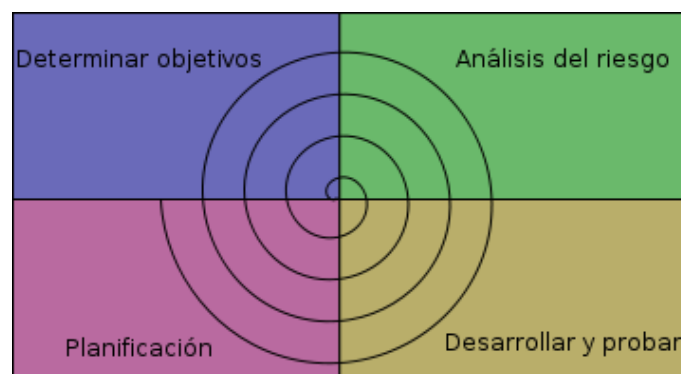 Determinar objetivos
Análisis del riesgo
Planificación
Desarrollar y probar